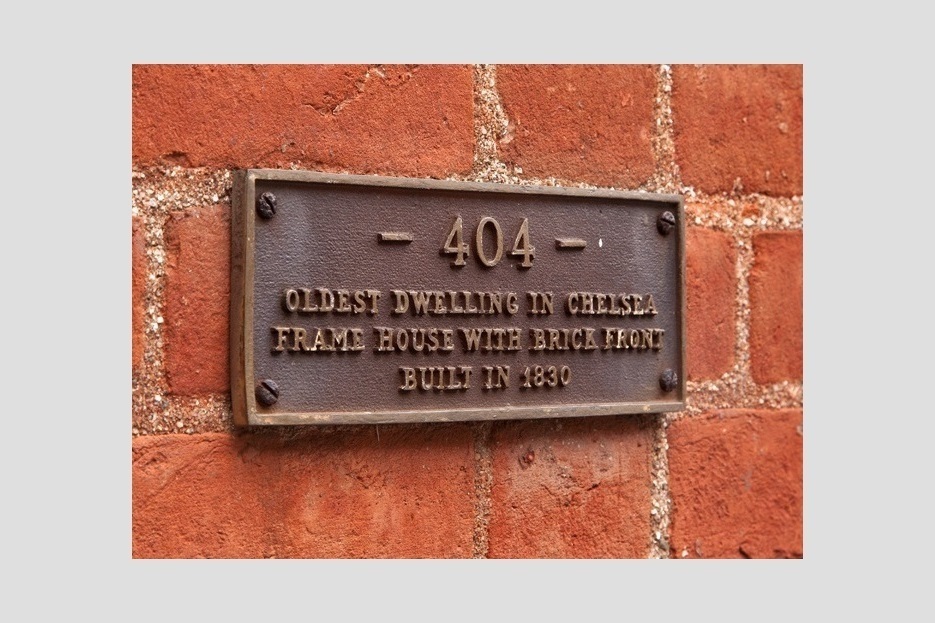 - 404 -
OLDEST DWELLING IN CHELSEA
FRAME HOUSE WITH BRICK FRONT
BUILT IN 1830